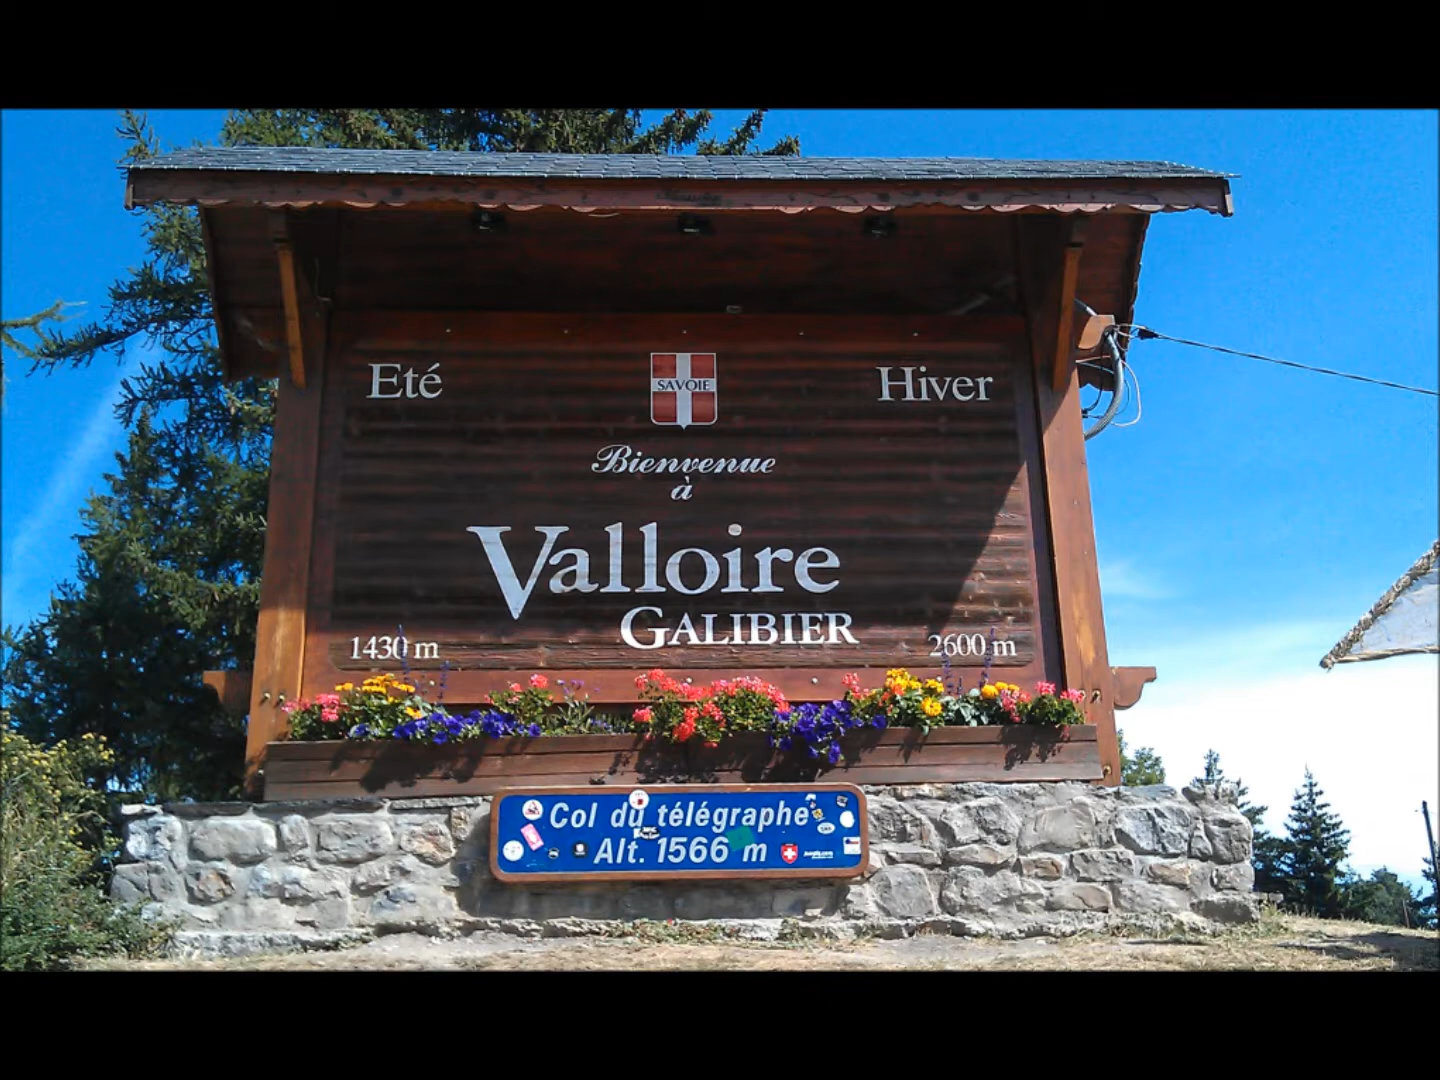 Eté
SAVOIE
Hiver
Bienvenue
à
Valloire
GALIBIER
1430 m
2600 m
Col du télégraphe
Alt. 1566 m